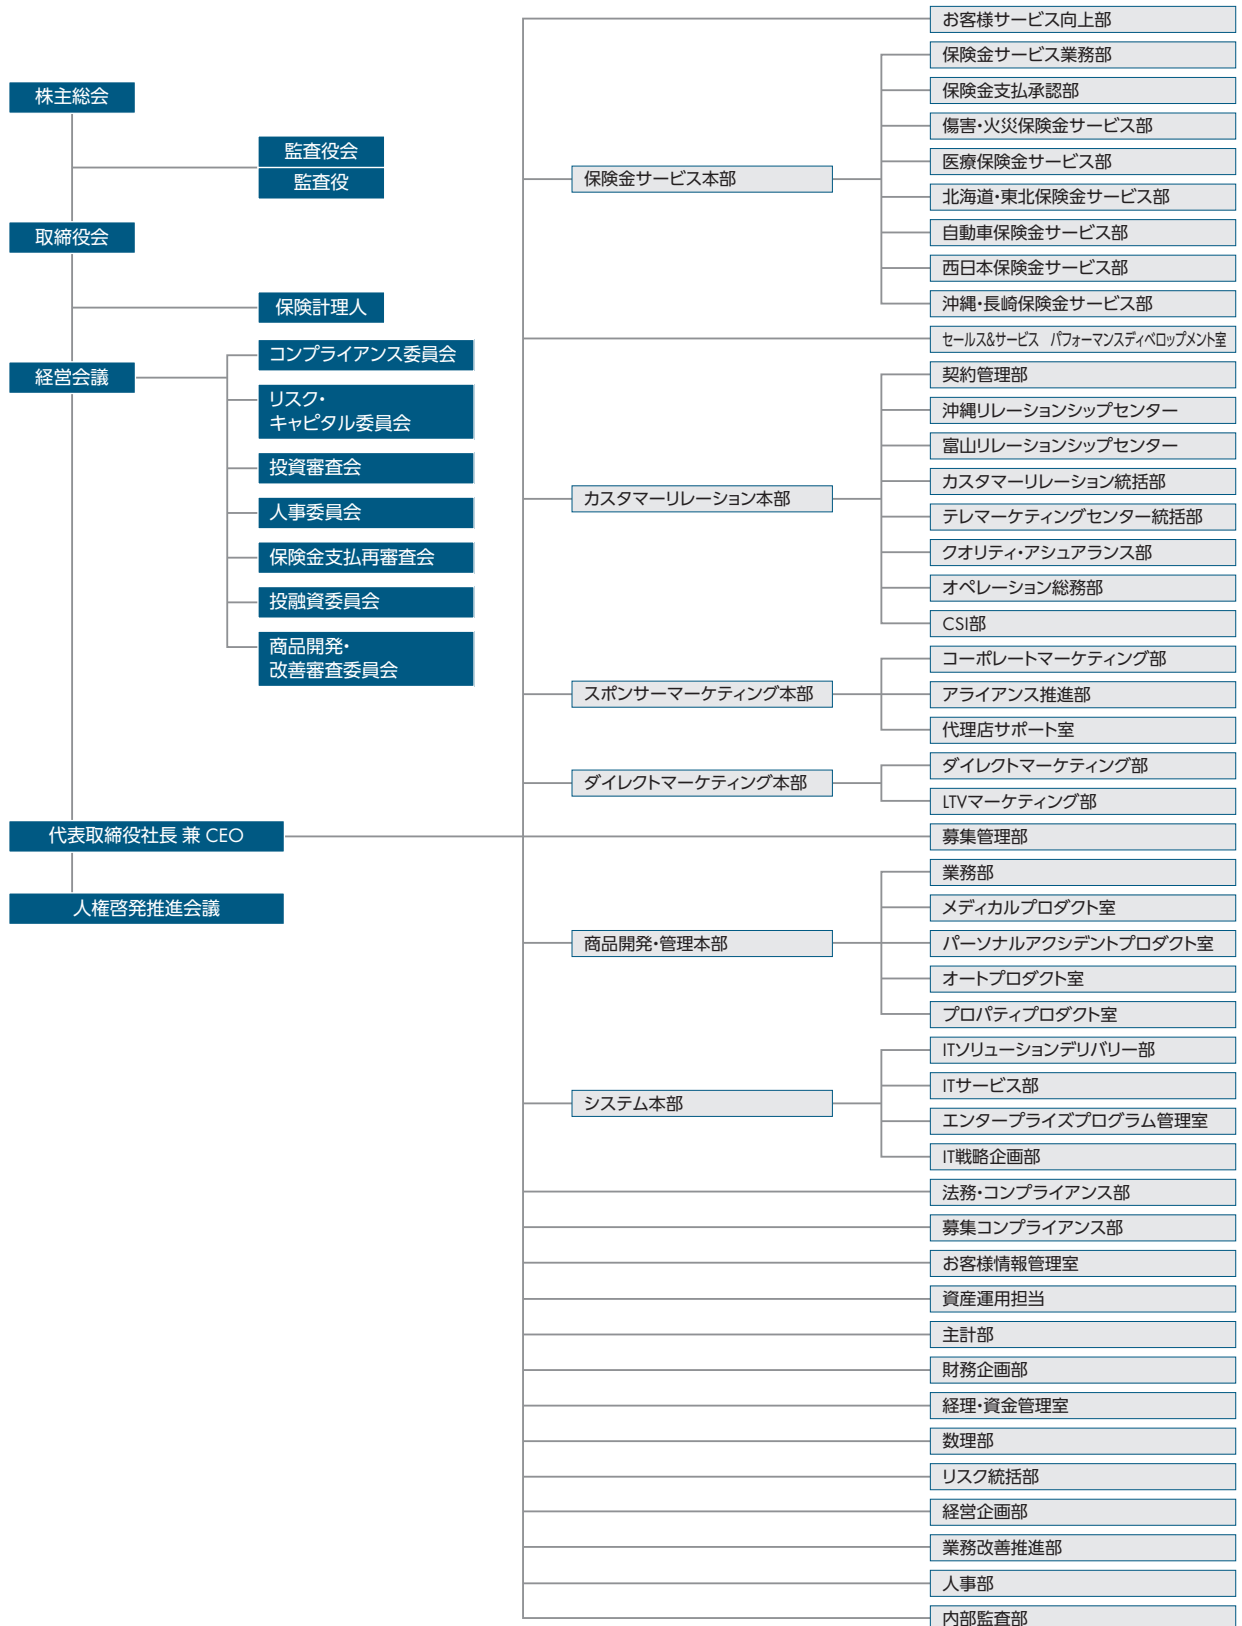 株主総会
監査役会
監査役
取締役会
保険計理人
経営会議
コンプライアンス委員会
リスク・
キャピタル委員会
投資審査会
人事委員会
保険金支払再審査会
投融資委員会
商品開発・
改善審査委員会
代表取締役社長 兼 CEO
人権啓発推進会議
お客様サービス向上部
保険金サービス本部
保険金サービス業務部
保険金支払承認部
傷害・火災保険金サービス部
医療保険金サービス部
北海道・東北保険金サービス部
自動車保険金サービス部
西日本保険金サービス部
沖縄・長崎保険金サービス部
セールス&サービス　パフォーマンスディベロップメント室
カスタマーリレーション本部
契約管理部
沖縄リレーションシップセンター
富山リレーションシップセンター
カスタマーリレーション統括部
テレマーケティングセンター統括部
クオリティ・アシュアランス部
オペレーション総務部
CSI部
スポンサーマーケティング本部
コーポレートマーケティング部
アライアンス推進部
代理店サポート室
ダイレクトマーケティング本部
ダイレクトマーケティング部
LTVマーケティング部
募集管理部
商品開発・管理本部
業務部
メディカルプロダクト室
パーソナルアクシデントプロダクト室
オートプロダクト室
プロパティプロダクト室
システム本部
ITソリューションデリバリー部
ITサービス部
エンタープライズプログラム管理室
IT戦略企画部
法務・コンプライアンス部
募集コンプライアンス部
お客様情報管理室
資産運用担当
主計部
財務企画部
経理・資金管理室
数理部
リスク統括部
経営企画部
業務改善推進部
人事部
内部監査部